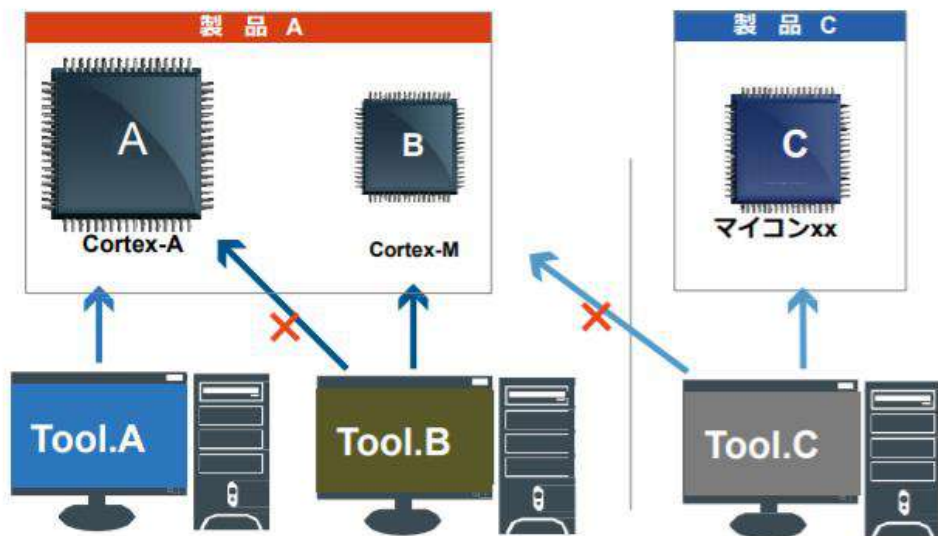 製品 A
製品 C
A
B
C
Cortex-A
Cortex-M
マイコンxx
Tool.A
Tool.B
Tool.C